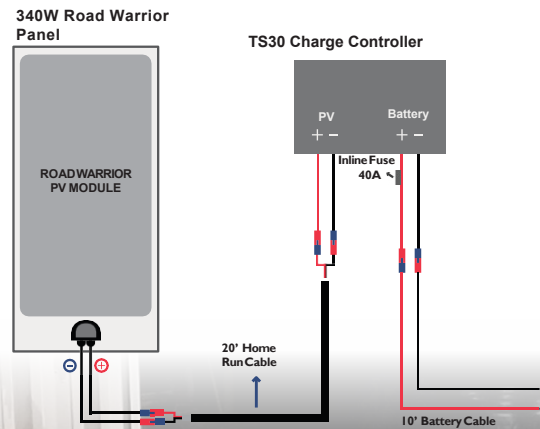 340W Road Warrior
Panel
TS30 Charge Controller
PV
Battery
+ −
+ −
Inline Fuse
40A
ROADWARRIOR
PV MODULE
20' Home
Run Cable
− +
10' Battery Cable